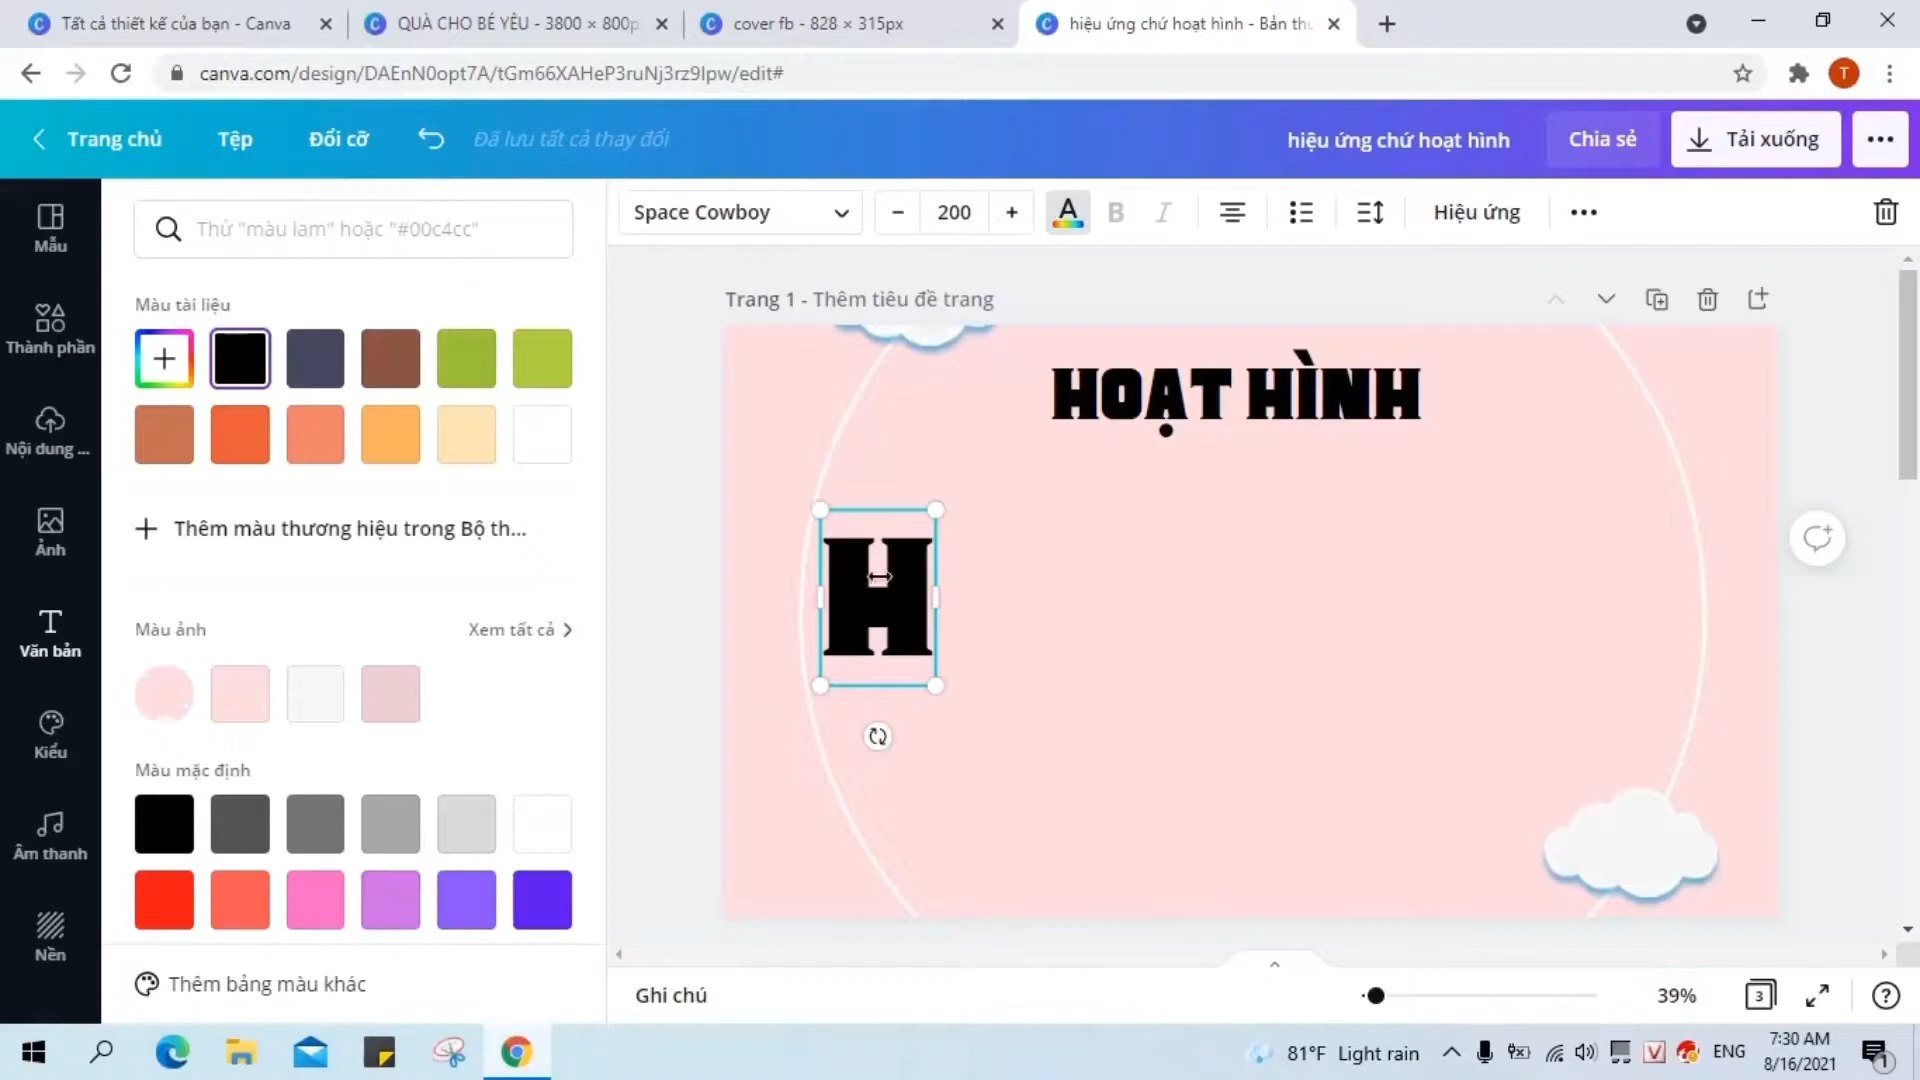 Tất cả thiết kế của bạn - Canva
QUÀ CHO BÉ YÊU - 3800 × 800p
cover fb - 828 × 315px
hiệu ứng chứ hoạt hình - Bản thu
canva.com/design/DAEnN0opt7A/tGm66XAHeP3ruNj3rz9lpw/edit#
T
Trang chủ
Tệp
Đổi cỡ
Đã lưu tất cả thay đổi
hiệu ứng chứ hoạt hình
Chia sẻ
Tải xuống
Mẫu
Thành phần
Nội dung ...
Ảnh
Văn bản
Kiểu
Âm thanh
Nền
Thử "màu lam" hoặc "#00c4cc"
Màu tài liệu
Thêm màu thương hiệu trong Bộ th...
Màu ảnh
Xem tất cả
Màu mặc định
Thêm bảng màu khác
Space Cowboy
200
A
B
I
Hiệu ứng
Trang 1 - Thêm tiêu đề trang
HOẠT HÌNH
H
Ghi chú
39%
3
81°F Light rain
ENG
7:30 AM
8/16/2021
1